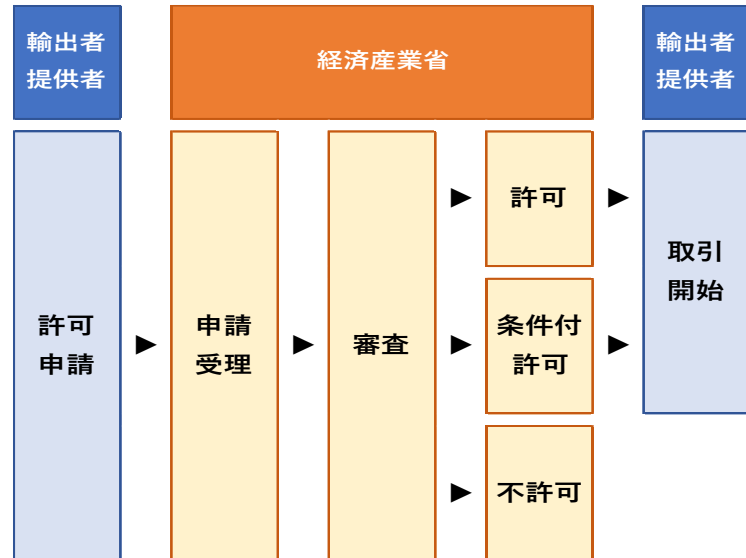 輸出者
提供者
経済産業省
輸出者
提供者
許可
申請
申請
受理
審査
許可
条件付
許可
不許可
取引
開始